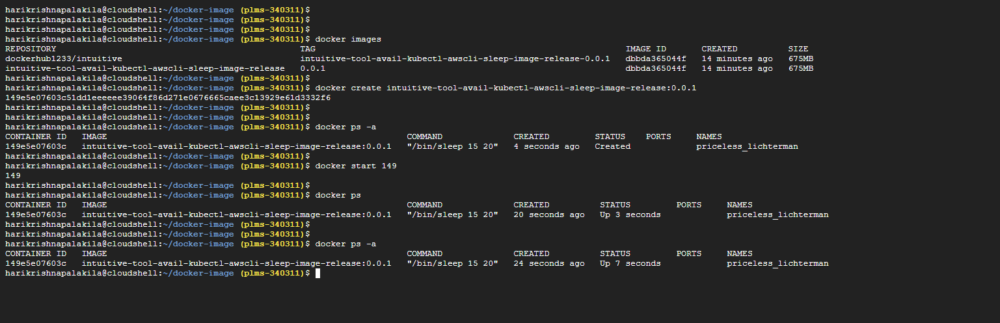 harikrishnapalakila@cloudshell:~/docker-image (plms-340311)$
harikrishnapalakila@cloudshell:~/docker-image (plms-340311)$
harikrishnapalakila@cloudshell:~/docker-image (plms-340311)$
harikrishnapalakila@cloudshell:~/docker-image (plms-340311)$ docker images
REPOSITORY TAG IMAGE ID CREATED SIZE
dockerhub1233/intuitive intuitive-tool-avail-kubectl-awscli-sleep-image-release-0.0.1 dbbda365044f 14 minutes ago 675MB
intuitive-tool-avail-kubectl-awscli-sleep-image-release 0.0.1 dbbda365044f 14 minutes ago 675MB
harikrishnapalakila@cloudshell:~/docker-image (plms-340311)$
harikrishnapalakila@cloudshell:~/docker-image (plms-340311)$ docker create intuitive-tool-avail-kubectl-awscli-sleep-image-release:0.0.1
149e5e07603c51dd1eeeeee39064f86d271e0676665caee3c13929e61d3332f6
harikrishnapalakila@cloudshell:~/docker-image (plms-340311)$
harikrishnapalakila@cloudshell:~/docker-image (plms-340311)$
harikrishnapalakila@cloudshell:~/docker-image (plms-340311)$ docker ps -a
CONTAINER ID IMAGE COMMAND CREATED STATUS PORTS NAMES
149e5e07603c intuitive-tool-avail-kubectl-awscli-sleep-image-release:0.0.1 "/bin/sleep 15 20" 4 seconds ago Created priceless_lichterman
harikrishnapalakila@cloudshell:~/docker-image (plms-340311)$
harikrishnapalakila@cloudshell:~/docker-image (plms-340311)$ docker start 149
149
harikrishnapalakila@cloudshell:~/docker-image (plms-340311)$
harikrishnapalakila@cloudshell:~/docker-image (plms-340311)$ docker ps
CONTAINER ID IMAGE COMMAND CREATED STATUS PORTS NAMES
149e5e07603c intuitive-tool-avail-kubectl-awscli-sleep-image-release:0.0.1 "/bin/sleep 15 20" 20 seconds ago Up 3 seconds priceless_lichterman
harikrishnapalakila@cloudshell:~/docker-image (plms-340311)$
harikrishnapalakila@cloudshell:~/docker-image (plms-340311)$
harikrishnapalakila@cloudshell:~/docker-image (plms-340311)$ docker ps -a
CONTAINER ID IMAGE COMMAND CREATED STATUS PORTS NAMES
149e5e07603c intuitive-tool-avail-kubectl-awscli-sleep-image-release:0.0.1 "/bin/sleep 15 20" 24 seconds ago Up 7 seconds priceless_lichterman
harikrishnapalakila@cloudshell:~/docker-image (plms-340311)$